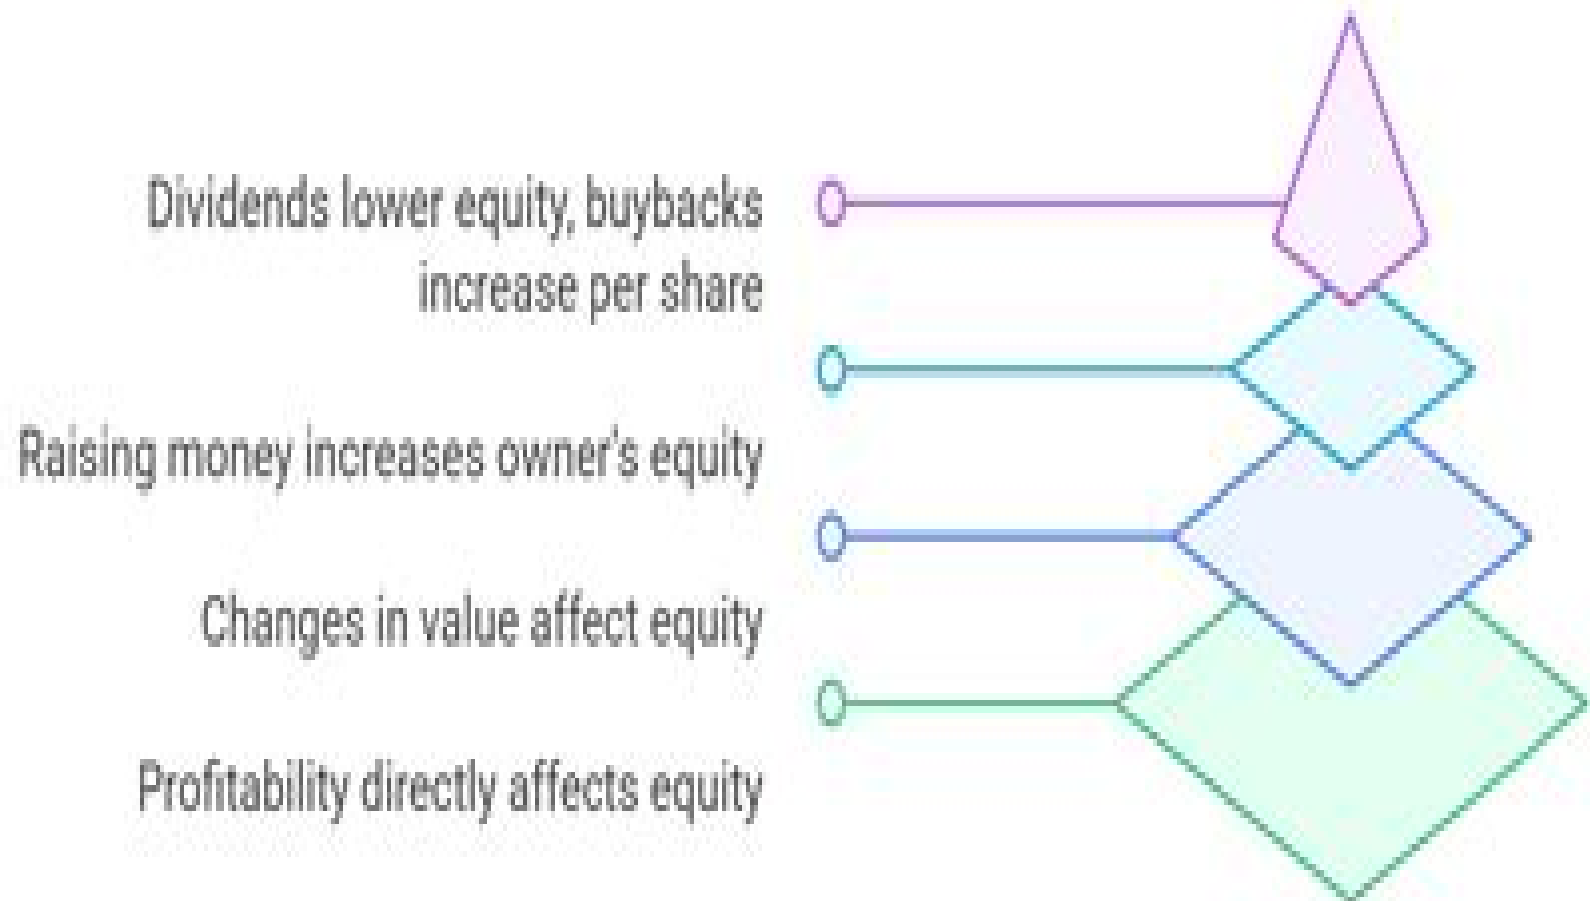 Dividends lower equity, buybacks
increase per share
Raising money increases owner's equity
Changes in value affect equity
Profitability directly affects equity